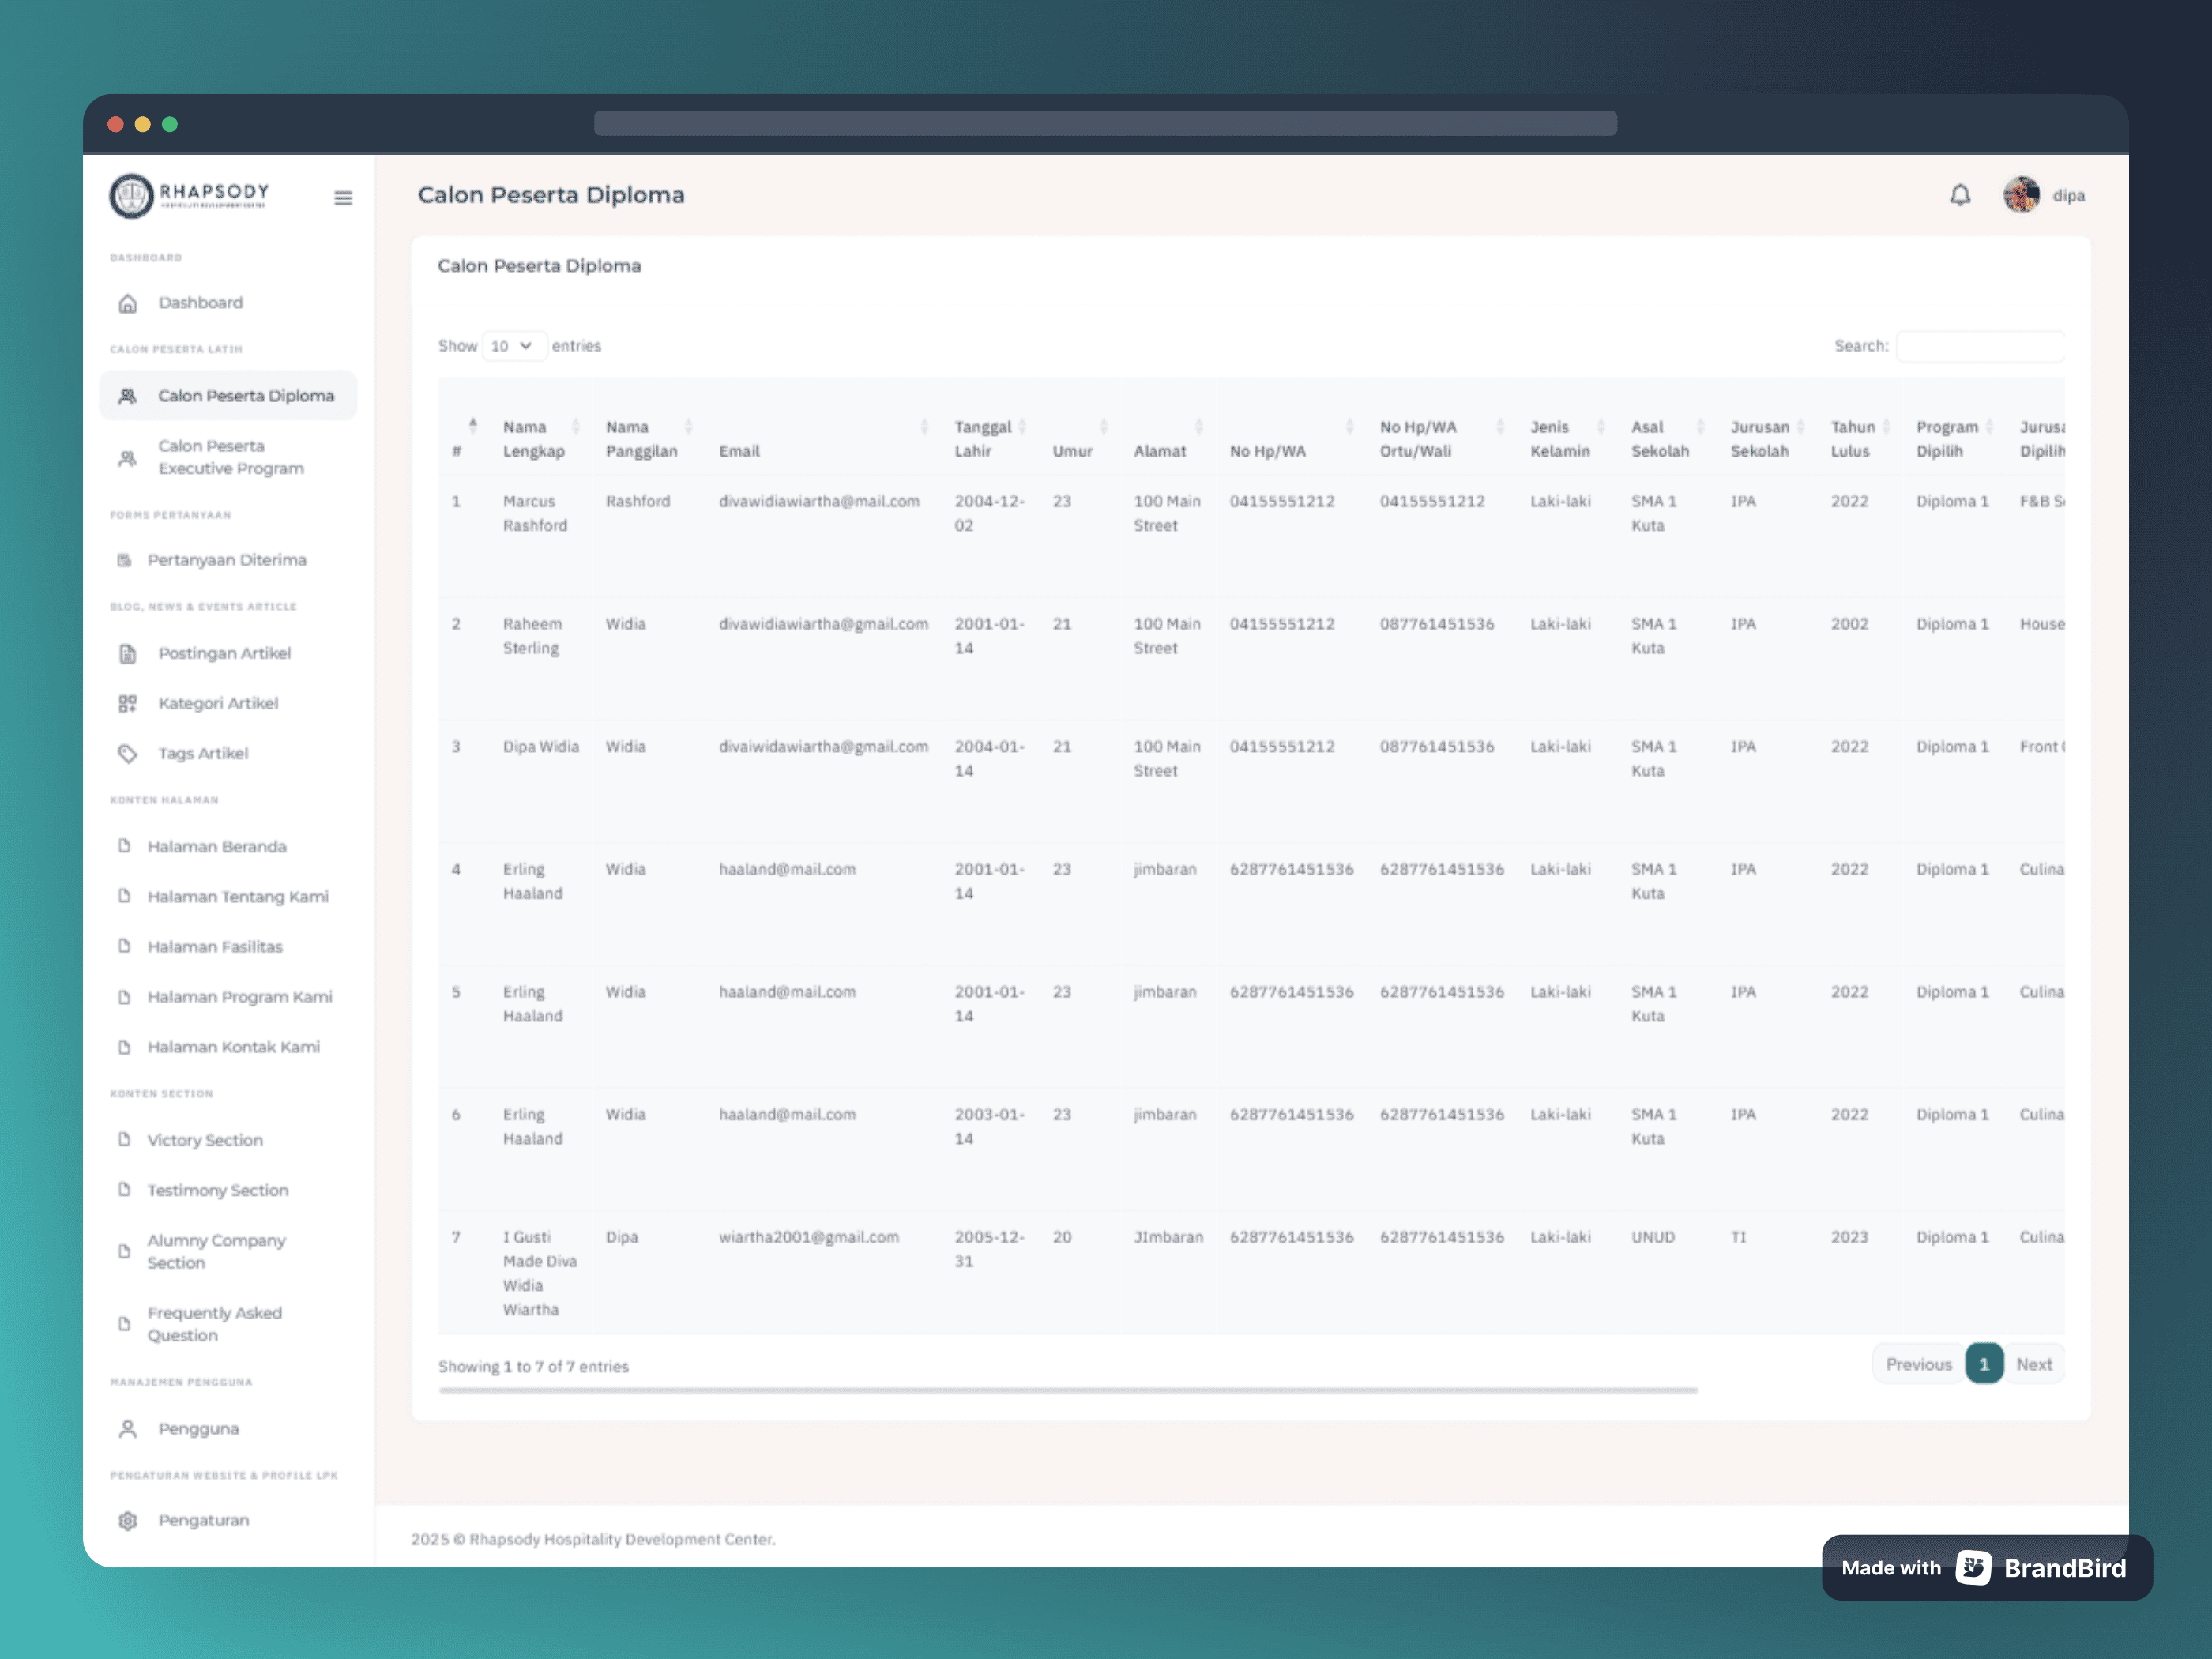 RHAPSODY
HOSPITALITY DEVELOPMENT CENTER
DASHBOARD
Dashboard
CALON PESERTA LATIH
Calon Peserta Diploma
Calon Peserta
Executive Program
FORMS PERTANYAAN
Pertanyaan Diterima
BLOG, NEWS & EVENTS ARTICLE
Postingan Artikel
Kategori Artikel
Tags Artikel
KONTEN HALAMAN
Halaman Beranda
Halaman Tentang Kami
Halaman Fasilitas
Halaman Program Kami
Halaman Kontak Kami
KONTEN SECTION
Victory Section
Testimony Section
Alumny Company
Section
Frequently Asked
Question
MANAJEMEN PENGGUNA
Pengguna
PENGATURAN WEBSITE & PROFILE LPK
Pengaturan
Calon Peserta Diploma
dipa
Calon Peserta Diploma
Show 10 entries
Search:
Nama Nama Tanggal No Hp/WA Jenis Asal Jurusan Tahun Program Jurusa
# Lengkap Panggilan Email Lahir Umur Alamat No Hp/WA Ortu/Wali Kelamin Sekolah Sekolah Lulus Dipilih Dipilih
1 Marcus Rashford divawidiawiartha@mail.com 2004-12- 23 100 Main 04155551212 04155551212 Laki-laki SMA 1 IPA 2022 Diploma 1 F&B S
Rashford 02 Street Kuta
2 Raheem Widia divawidiawiartha@gmail.com 2001-01- 21 100 Main 04155551212 087761451536 Laki-laki SMA 1 IPA 2002 Diploma 1 House
Sterling 14 Street Kuta
3 Dipa Widia Widia divaiwidawiartha@gmail.com 2004-01- 21 100 Main 04155551212 087761451536 Laki-laki SMA 1 IPA 2022 Diploma 1 Front
14 Street Kuta
4 Erling Widia haaland@mail.com 2001-01- 23 jimbaran 6287761451536 6287761451536 Laki-laki SMA 1 IPA 2022 Diploma 1 Culina
Haaland 14 Kuta
5 Erling Widia haaland@mail.com 2001-01- 23 jimbaran 6287761451536 6287761451536 Laki-laki SMA 1 IPA 2022 Diploma 1 Culina
Haaland 14 Kuta
6 Erling Widia haaland@mail.com 2003-01- 23 jimbaran 6287761451536 6287761451536 Laki-laki SMA 1 IPA 2022 Diploma 1 Culina
Haaland 14 Kuta
7 I Gusti Dipa wiartha2001@gmail.com 2005-12- 20 JImbaran 6287761451536 6287761451536 Laki-laki UNUD TI 2023 Diploma 1 Culina
Made Diva 31
Widia
Wiartha
Showing 1 to 7 of 7 entries
Previous 1 Next
2025 © Rhapsody Hospitality Development Center.
Made with BrandBird